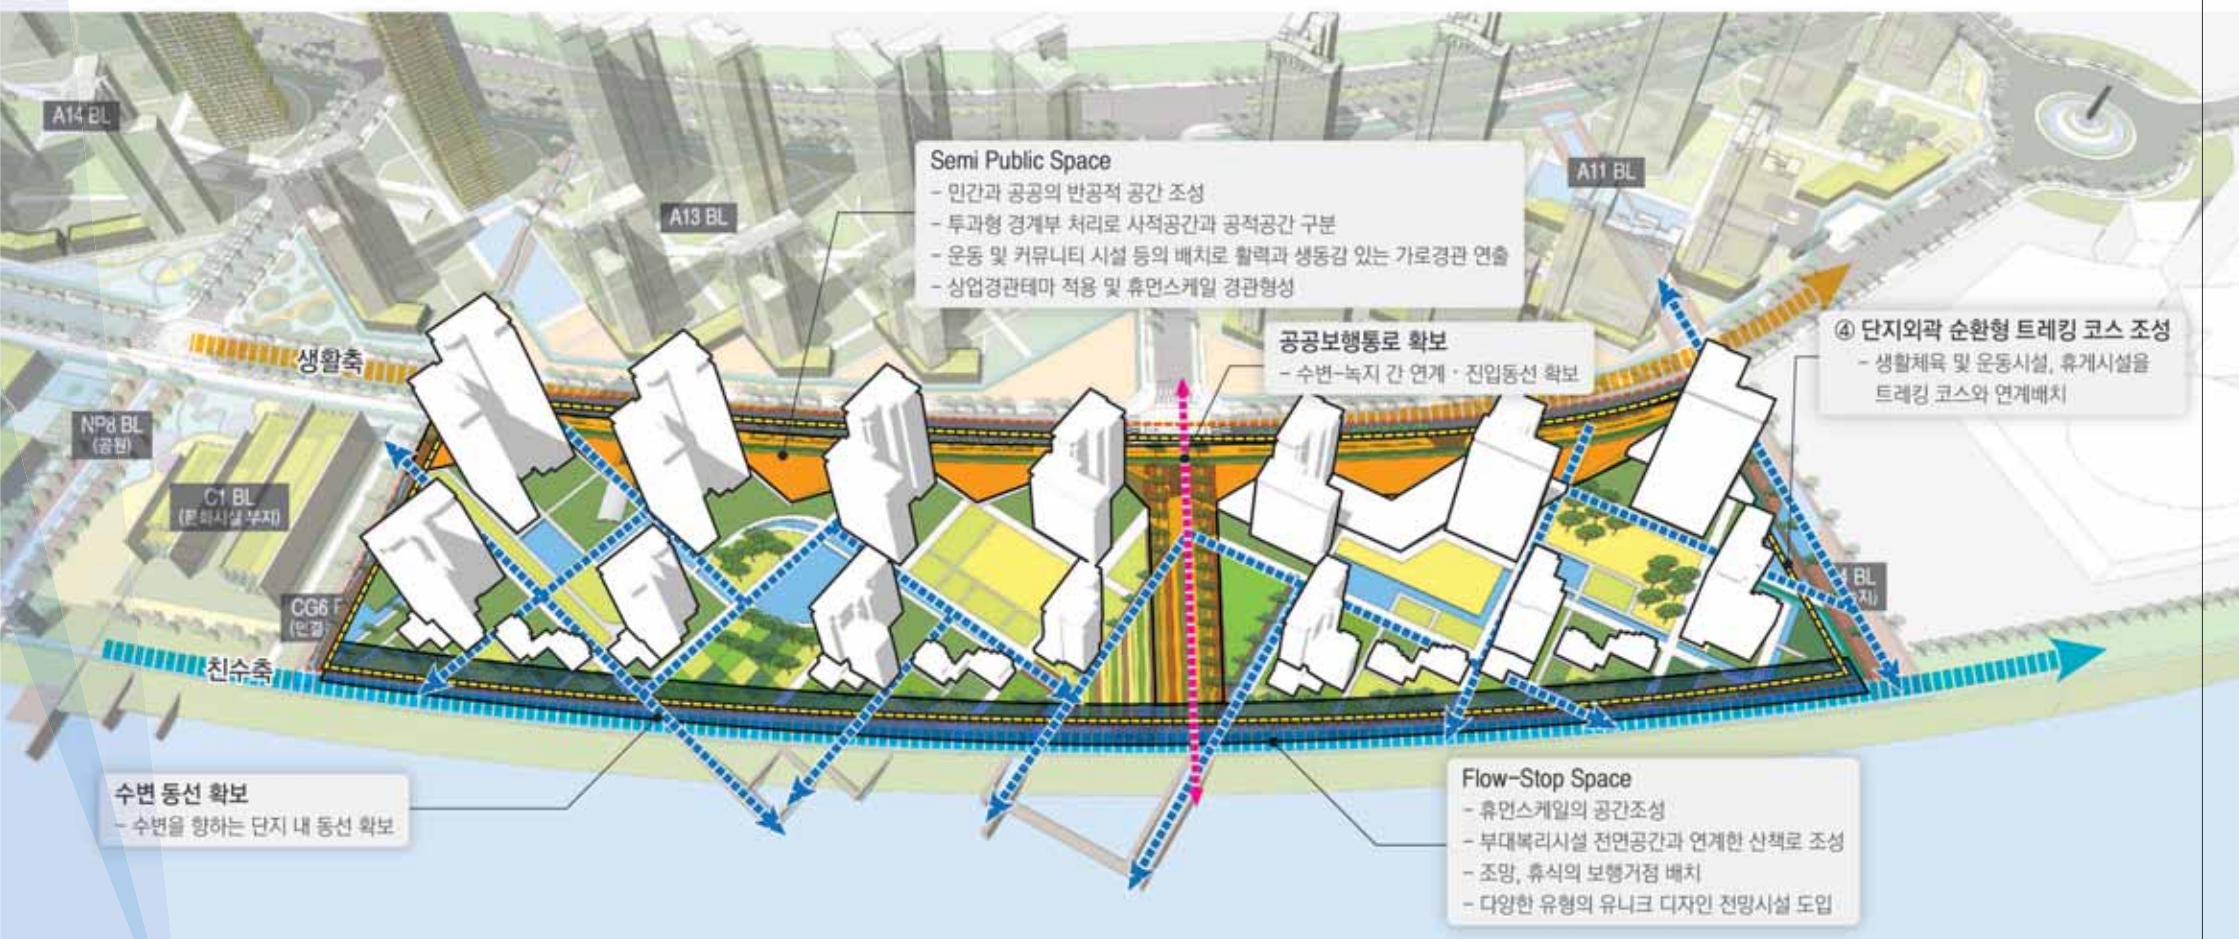 A14 BL
A13 BL
A11 BL
Semi Public Space
- 민간과 공공의 반공적 공간 조성
- 투과형 경계부 처리로 사적공간과 공적공간 구분
- 운동 및 커뮤니티 시설 등의 배치로 활력과 생동감 있는 가로경관 연출
- 상업경관테마 적용 및 휴먼스케일 경관형성
공공보행통로 확보
- 수변-녹지 간 연계 · 진입동선 확보
④ 단지외곽 순환형 트레킹 코스 조성
- 생활체육 및 운동시설, 휴게시설을
트레킹 코스와 연계배치
생활축
NP8 BL
(공원)
C1 BL
(문화시설 부지)
CG6
BL
친수축
수변 동선 확보
- 수변을 향하는 단지 내 동선 확보
Flow-Stop Space
- 휴먼스케일의 공간조성
- 부대복리시설 전면공간과 연계한 산책로 조성
- 조망, 휴식의 보행거점 배치
- 다양한 유형의 유니크 디자인 전망시설 도입